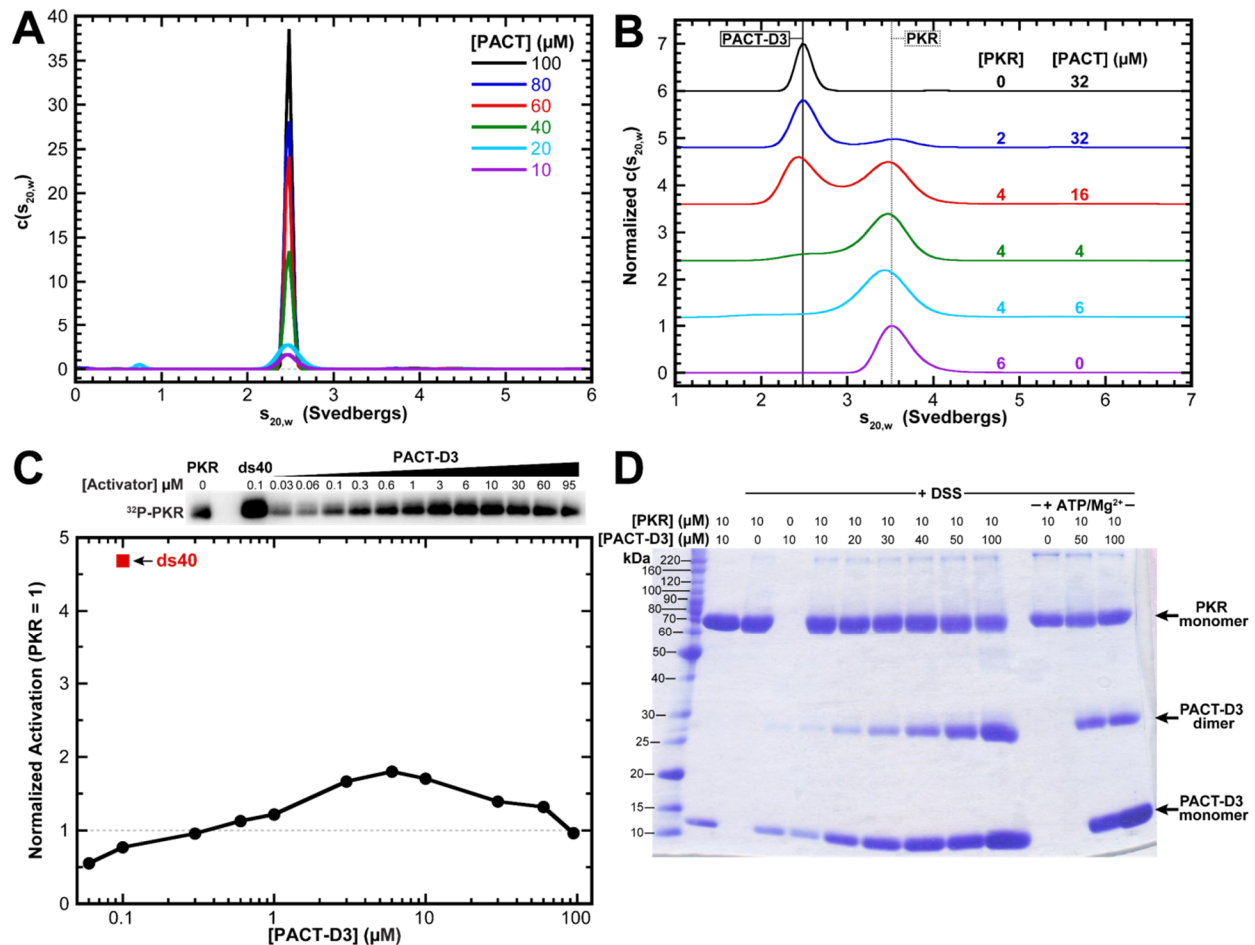 A
[PACT] (µM)
100
80
60
40
20
10
40
35
30
25
20
15
10
5
0
c(s20,w)
0 1 2 3 4 5 6
s20,w (Svedbergs)
B
PACT-D3 PKR
[PKR] [PACT] (µM)
0 32
2 32
4 16
4 4
4 6
6 0
7
6
5
4
3
2
1
0
Normalized c(s20,w)
1 2 3 4 5 6 7
s20,w (Svedbergs)
C
PKR ds40 PACT-D3
[Activator] µM 0 0.1 0.03 0.06 0.1 0.3 0.6 1 3 6 10 30 60 95
32P-PKR
ds40
5
4
3
2
1
0
Normalized Activation (PKR = 1)
0.1 1 10 100
[PACT-D3] (µM)
D
+ DSS
+ ATP/Mg2+
[PKR] (µM) 10 10 0 10 10 10 10 10 10 10 10 10
[PACT-D3] (µM) 10 0 10 10 20 30 40 50 100 0 50 100
kDa
220
160
120
100
90
80
70
60
50
40
30
25
20
15
10
PKR
monomer
PACT-D3
dimer
PACT-D3
monomer